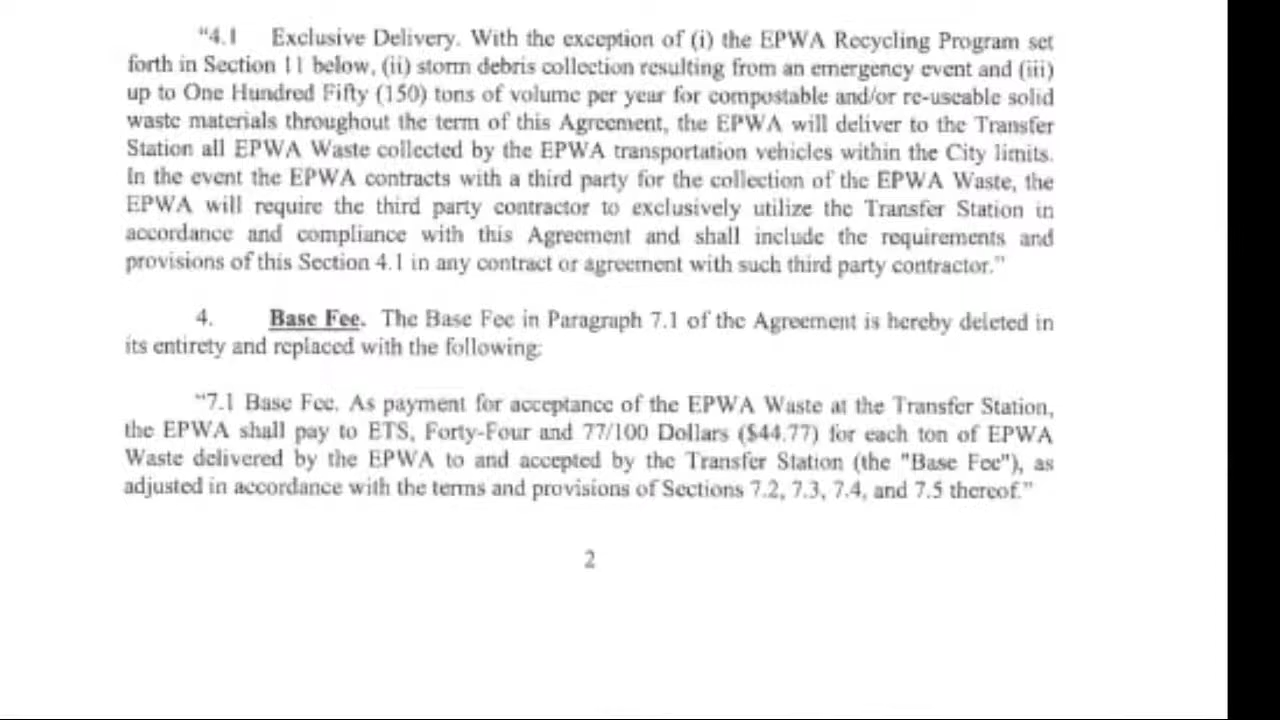 "4.1 Exclusive Delivery. With the exception of (i) the EPWA Recycling Program set
forth in Section 11 below, (ii) storm debris collection resulting from an emergency event and (iii)
up to One Hundred Fifty (150) tons of volume per year for compostable and/or re-useable solid
waste materials throughout the term of this Agreement, the EPWA will deliver to the Transfer
Station all EPWA Waste collected by the EPWA transportation vehicles within the City limits.
In the event the EPWA contracts with a third party for the collection of the EPWA Waste, the
EPWA will require the third party contractor to exclusively utilize the Transfer Station in
accordance and compliance with this Agreement and shall include the requirements and
provisions of this Section 4.1 in any contract or agreement with such third party contractor."
4. Base Fee. The Base Fee in Paragraph 7.1 of the Agreement is hereby deleted in
its entirety and replaced with the following:
"7.1 Base Fee. As payment for acceptance of the EPWA Waste at the Transfer Station,
the EPWA shall pay to ETS, Forty-Four and 77/100 Dollars ($44.77) for each ton of EPWA
Waste delivered by the EPWA to and accepted by the Transfer Station (the "Base Fee"), as
adjusted in accordance with the terms and provisions of Sections 7.2, 7.3, 7.4, and 7.5 thereof."
2